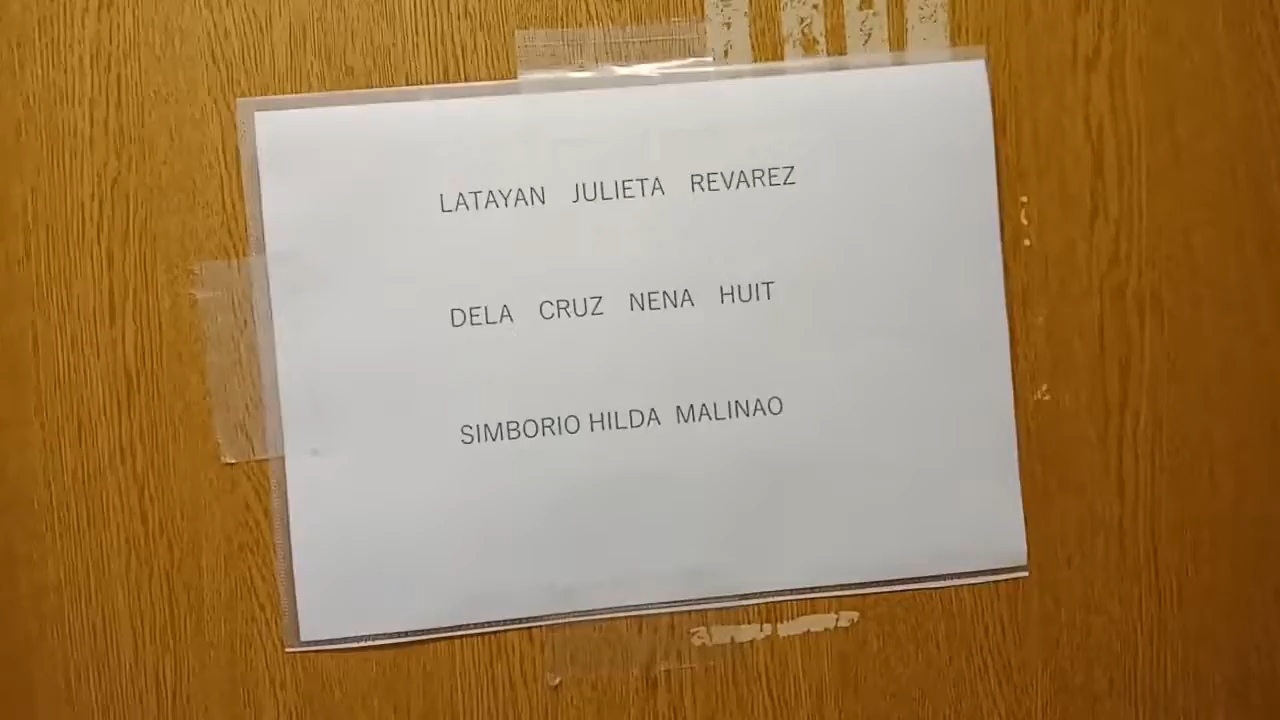 LATAYAN JULIETA REVAREZ
DELA CRUZ NENA HUIT
SIMBORIO HILDA MALINAO